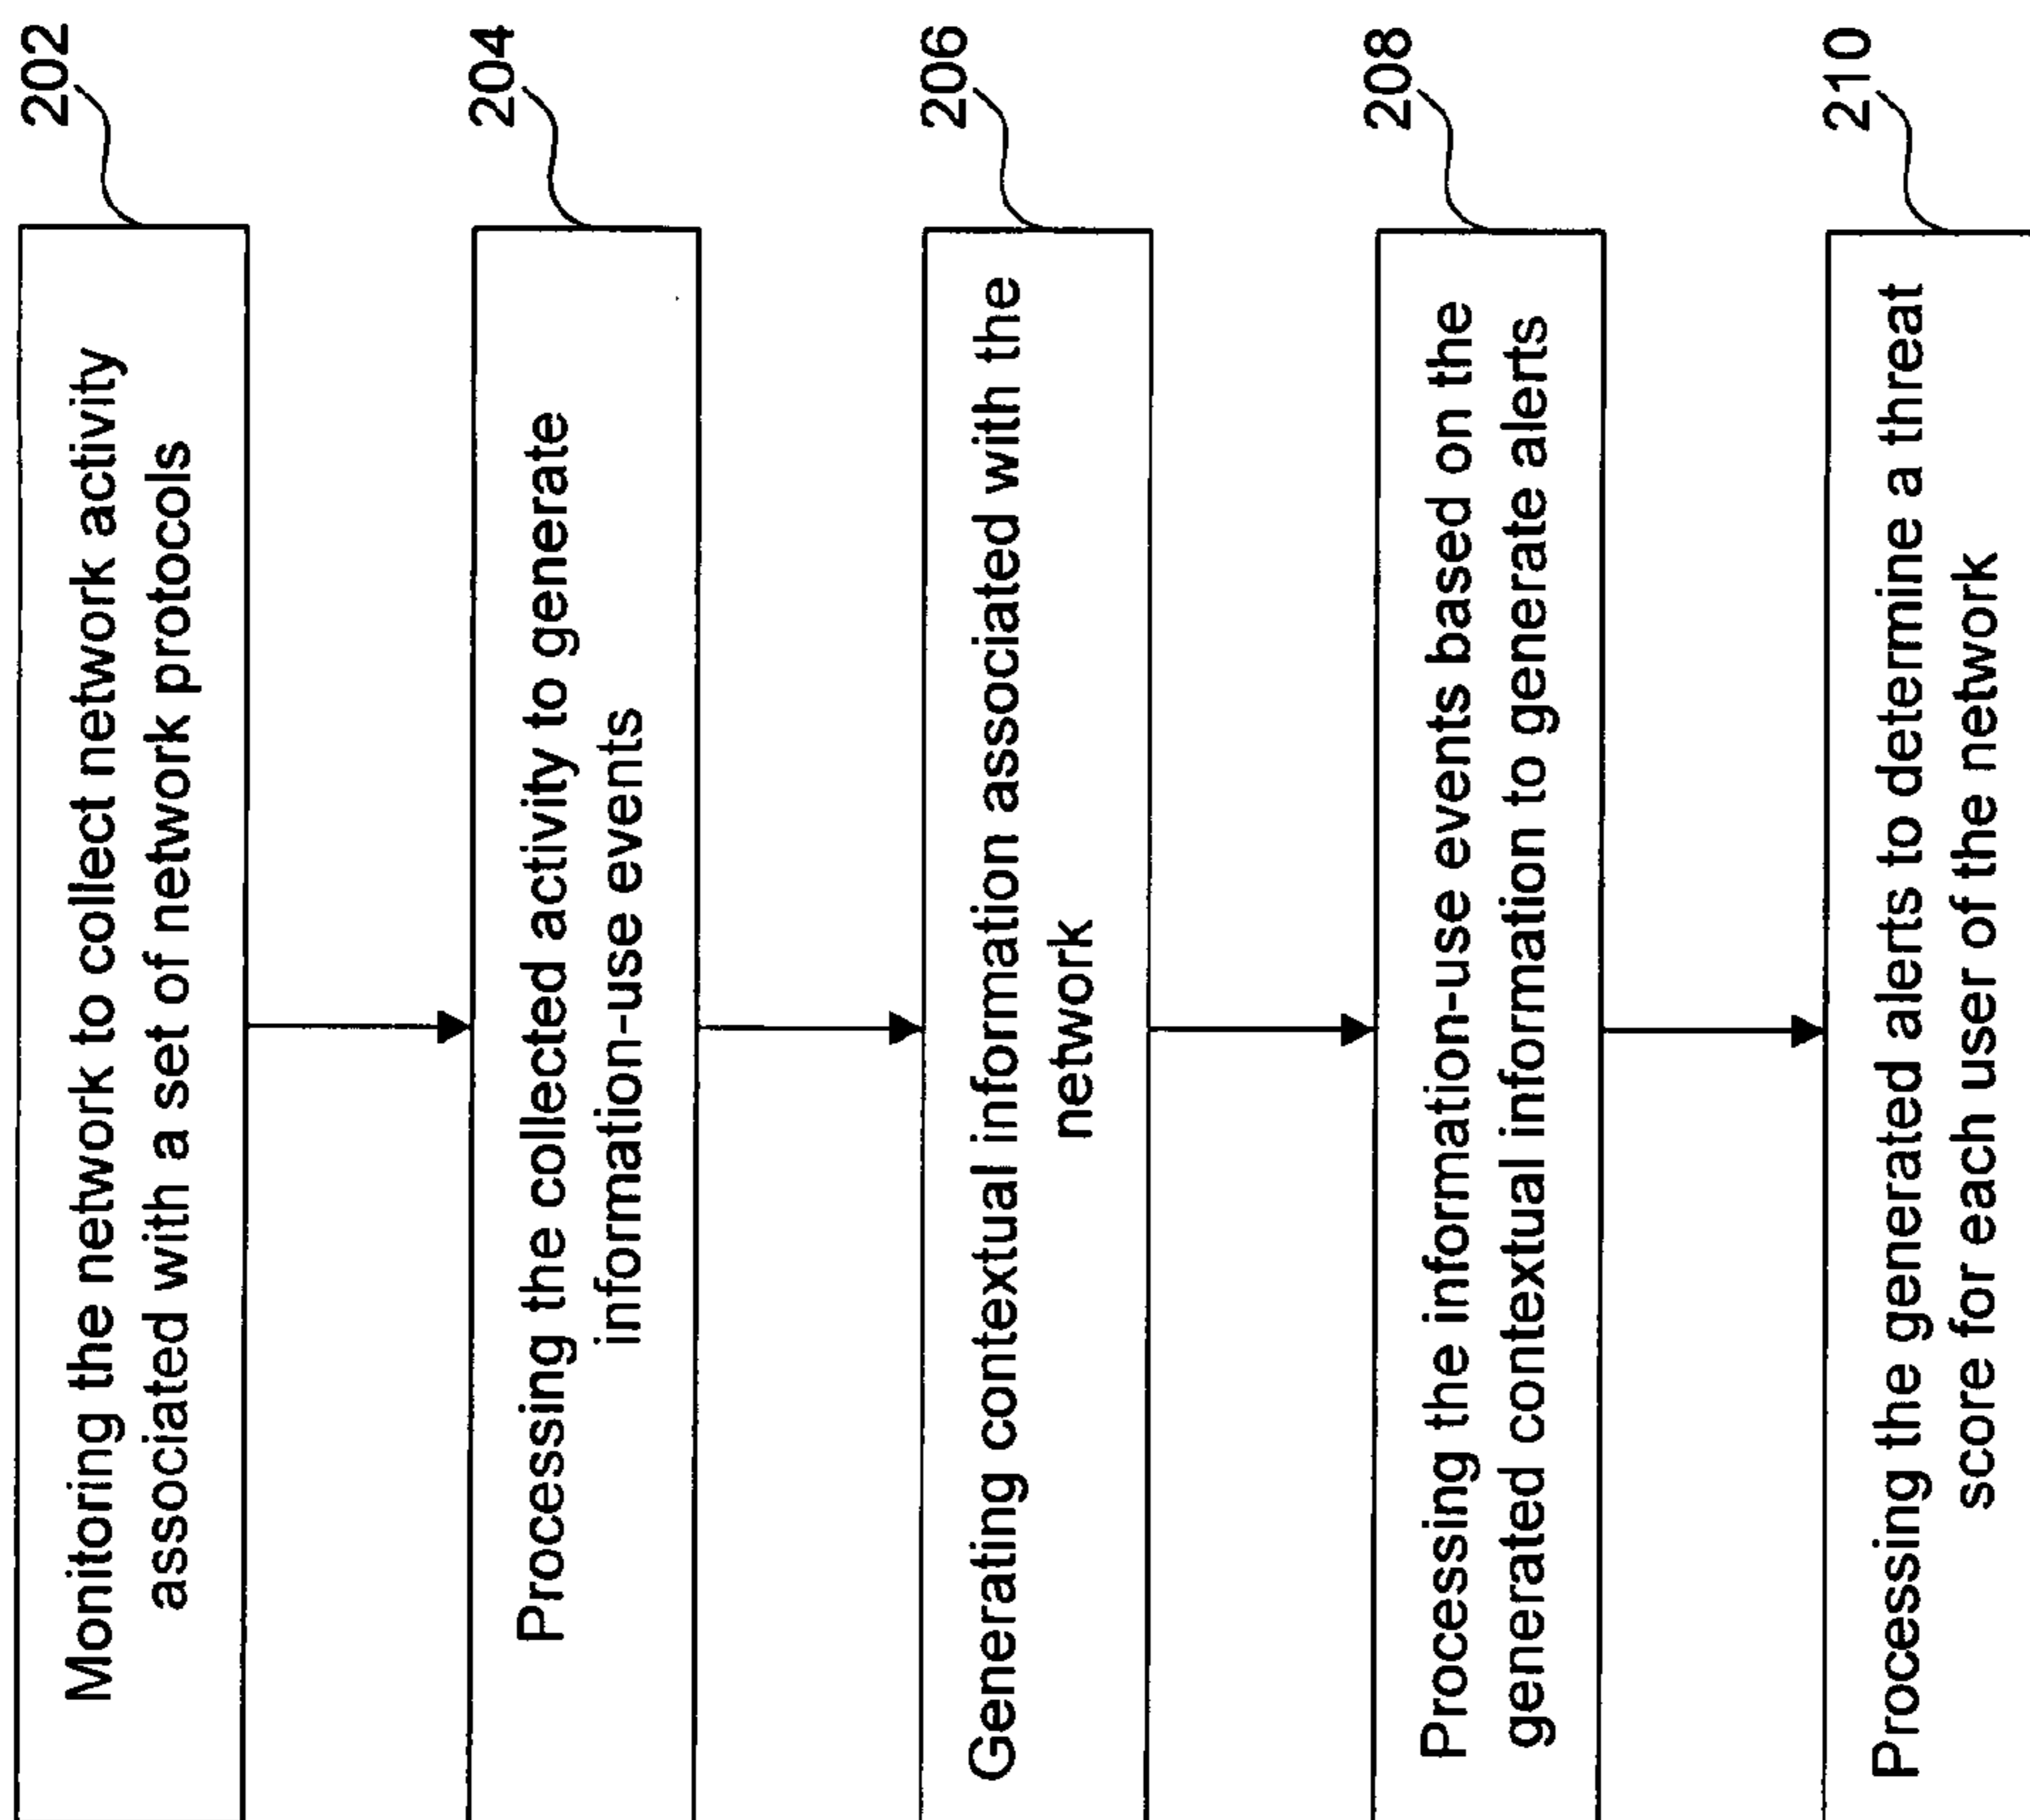 202
Monitoring the network to collect network activity
associated with a set of network protocols
204
Processing the collected activity to generate
information-use events
206
Generating contextual information associated with the
network
208
Processing the information-use events based on the
generated contextual information to generate alerts
210
Processing the generated alerts to determine a threat
score for each user of the network